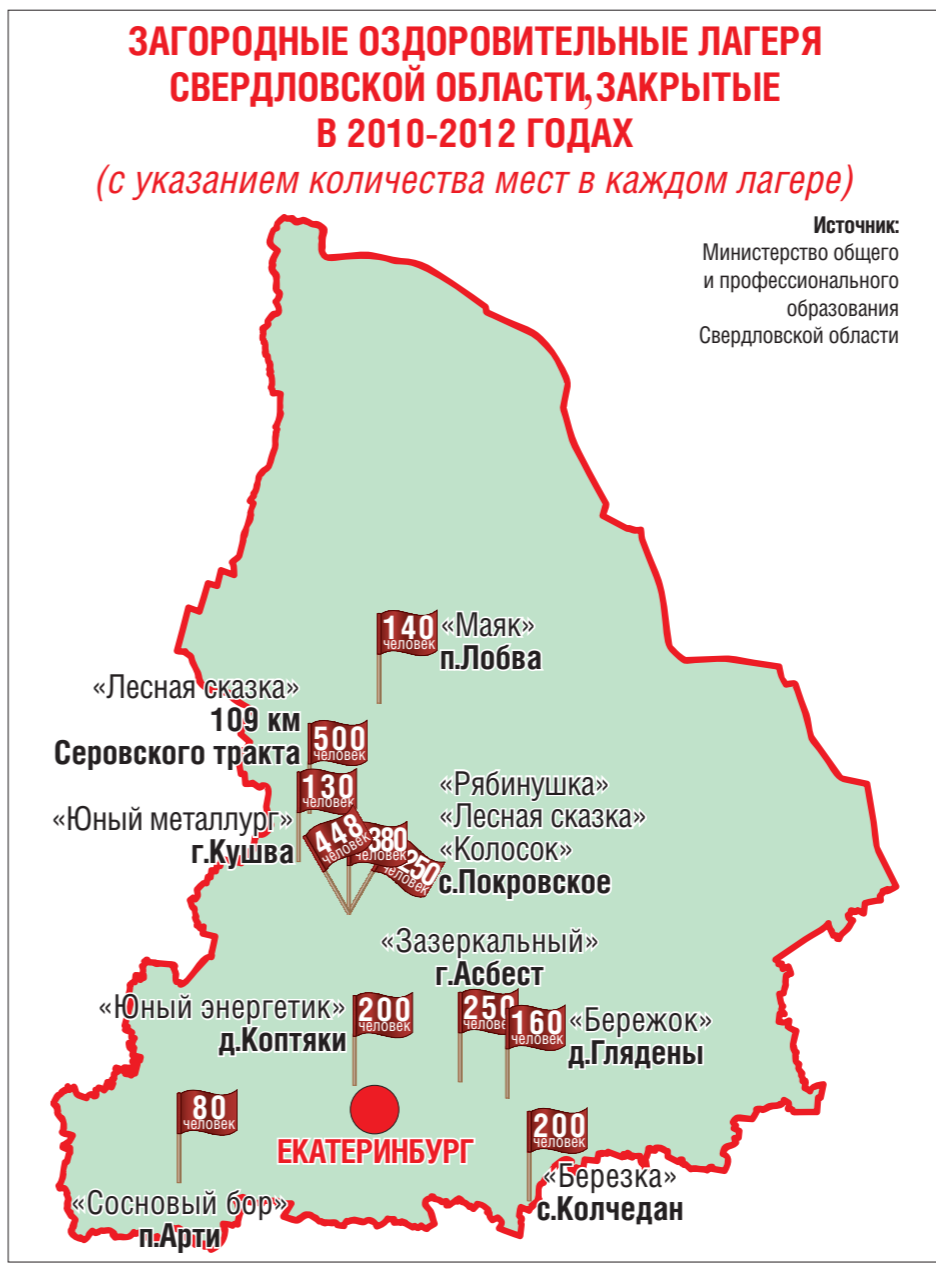 ЗАГОРОДНЫЕ ОЗДОРОВИТЕЛЬНЫЕ ЛАГЕРЯ
СВЕРДЛОВСКОЙ ОБЛАСТИ, ЗАКРЫТЫЕ
В 2010-2012 ГОДАХ
(с указанием количества мест в каждом лагере)
Источник:
Министерство общего
и профессионального
образования
Свердловской области
140
человек
«Маяк»
п.Лобва
«Лесная сказка»
109 км
Серовского тракта
500
человек
130
человек
«Юный металлург»
г.Кушва
448
человек
380
человек
250
человек
«Рябинушка»
«Лесная сказка»
«Колосок»
с.Покровское
«Зазеркальный»
г.Асбест
250
человек
«Юный энергетик»
д.Коптяки
200
человек
160
человек
«Бережок»
д.Глядены
80
человек
«Сосновый бор»
п.Арти
ЕКАТЕРИНБУРГ
200
человек
«Березка»
с.Колчедан